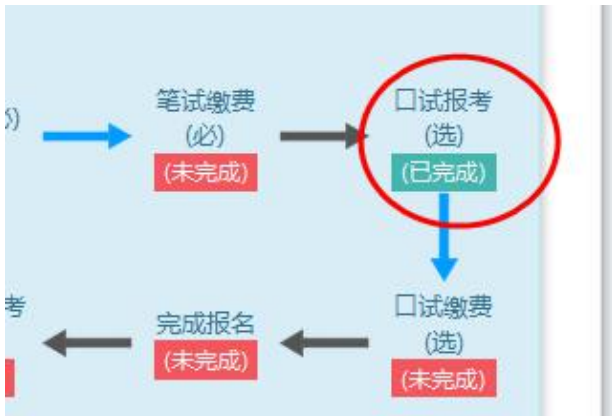 笔试缴费
(必)
(未完成)
口试报考
(选)
(已完成)
口试缴费
(选)
(未完成)
完成报名
(未完成)
考